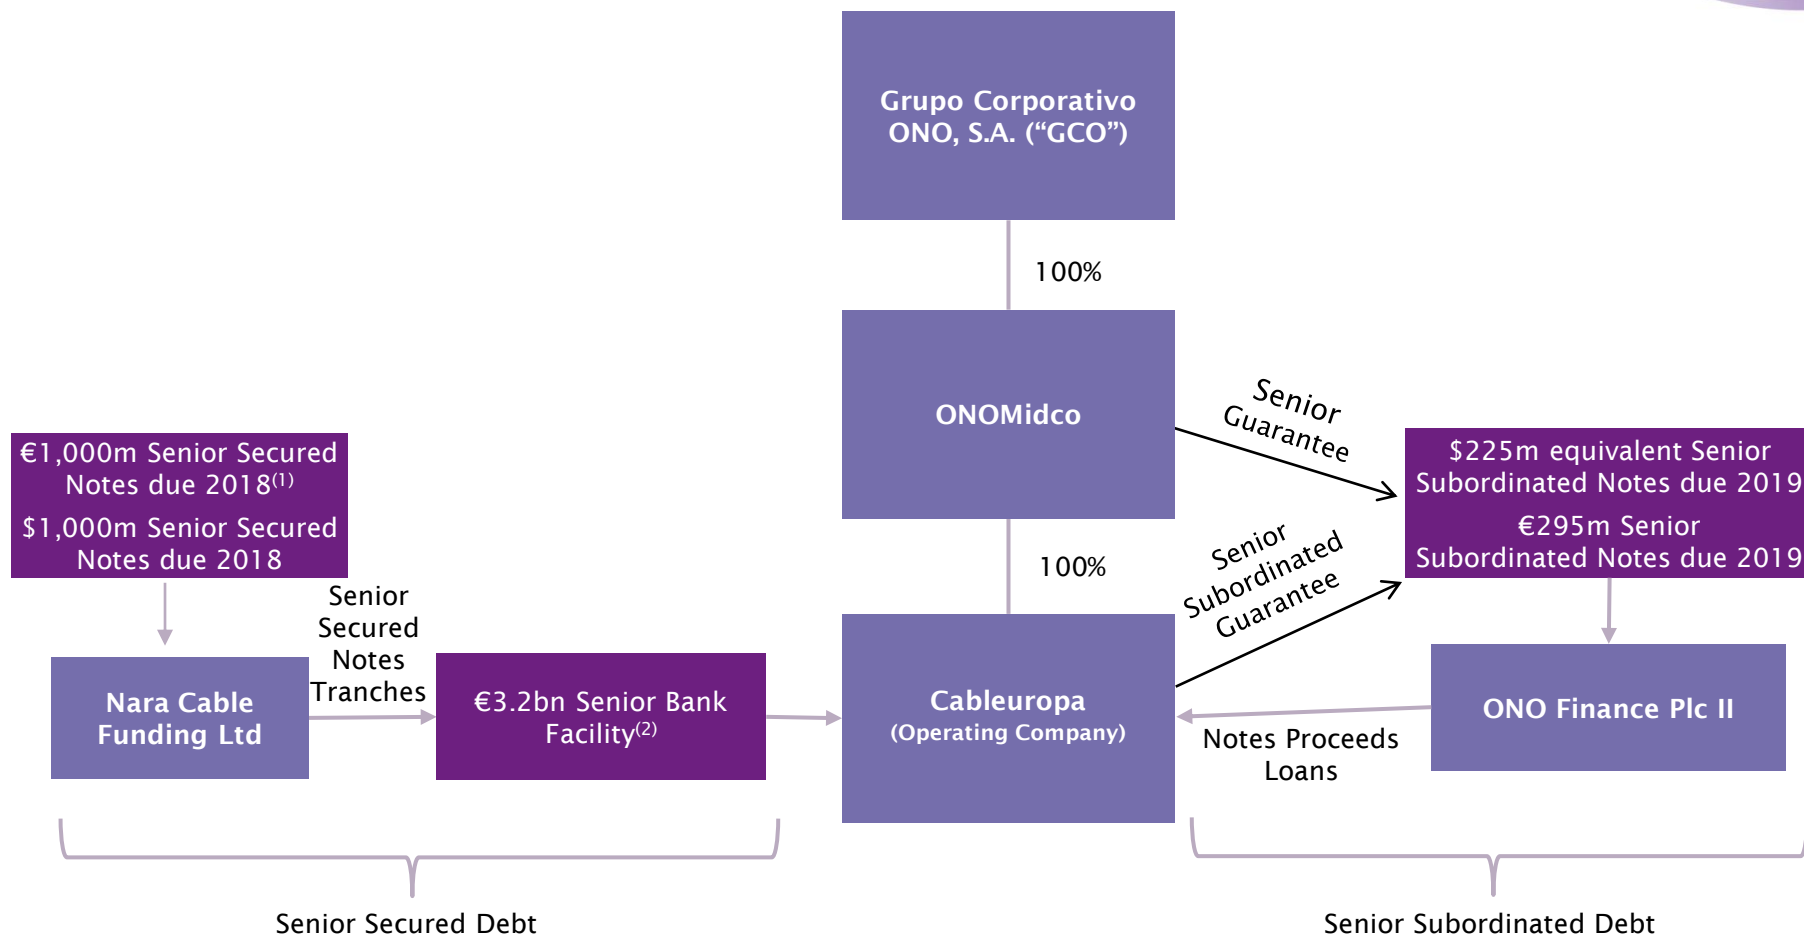 Grupo Corporativo
ONO, S.A. (“GCO”)
100%
ONOMidco
Senior
Guarantee
€1,000m Senior Secured
Notes due 2018(1)
$1,000m Senior Secured
Notes due 2018
$225m equivalent Senior
Subordinated Notes due 2019
€295m Senior
Subordinated Notes due 2019
100%
Senior
Subordinated
Guarantee
Senior
Secured
Notes
Tranches
Nara Cable
Funding Ltd
€3.2bn Senior Bank
Facility(2)
Cableuropa
(Operating Company)
ONO Finance Plc II
Notes Proceeds
Loans
Senior Secured Debt
Senior Subordinated Debt